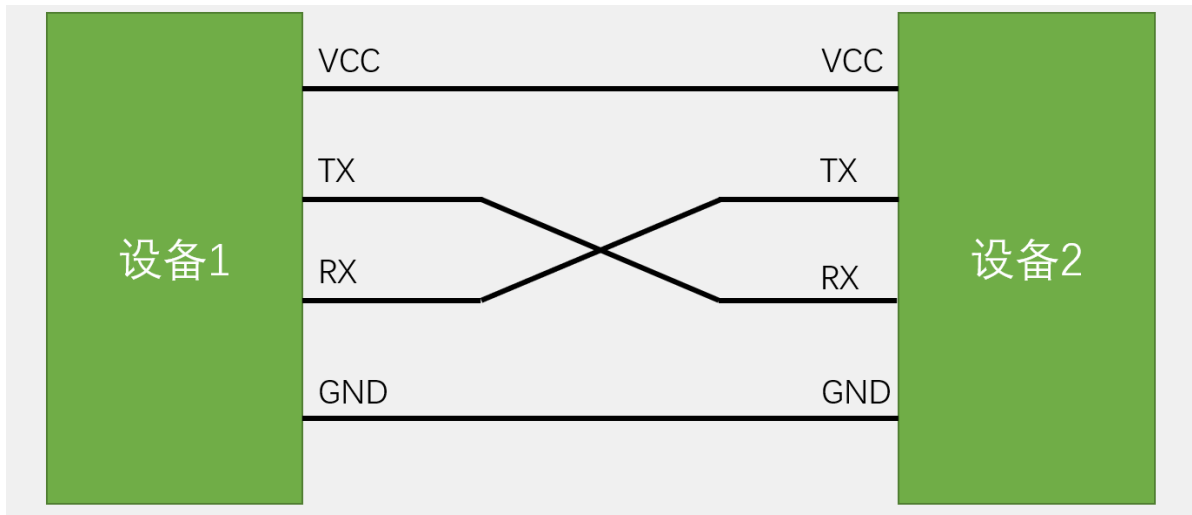 VCC VCC
TX TX
设备1 设备2
RX RX
GND GND